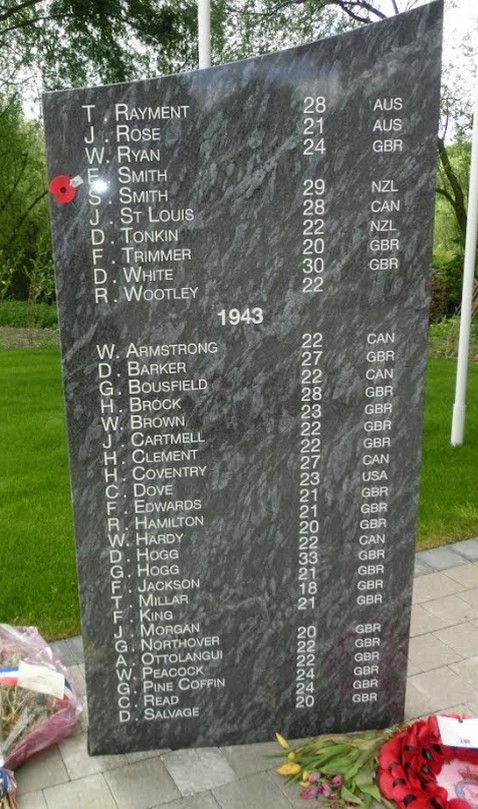 T. RAYMENT 28 AUS
J. ROSE 21 AUS
W. RYAN 24 GBR
F. SMITH
S. SMITH 29 NZL
J. ST LOUIS 28 CAN
D. TONKIN 22 NZL
F. TRIMMER 20 GBR
D. WHITE 30 GBR
R. WOOTLEY 22
1943
W. ARMSTRONG 22 CAN
D. BARKER 27 GBR
G. BOUSFIELD 22 CAN
H. BROCK 28 GBR
W. BROWN 23 GBR
J. CARTMELL 22 GBR
H. CLEMENT 22 GBR
H. COVENTRY 27 CAN
C. DOVE 23 USA
F. EDWARDS 21 GBR
R. HAMILTON 21 GBR
W. HARDY 20 GBR
D. HOGG 22 CAN
G. HOGG 33 GBR
F. JACKSON 21 GBR
T. MILLAR 18 GBR
F. KING 21 GBR
J. MORGAN
G. NORTHOVER 20 GBR
A. OTTOLANGUI 22 GBR
W. PEACOCK 22 GBR
G. PINE COFFIN 24 GBR
C. READ 24 GBR
D. SALVAGE 20 GBR